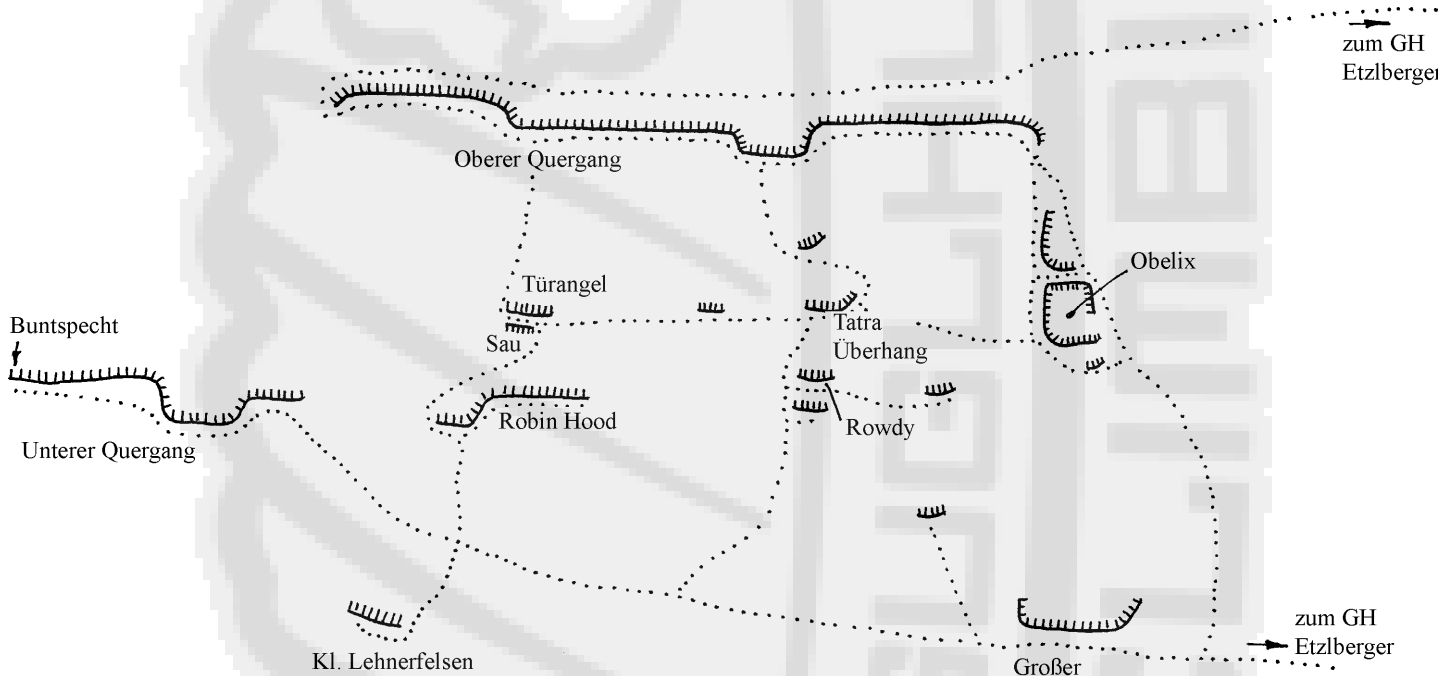 zum GH
Etzlberger
Oberer Quergang
Obelix
Türangel
Buntspecht
Tatra
Überhang
Sau
Robin Hood
Rowdy
Unterer Quergang
zum GH
Etzlberger
Kl. Lehnerfelsen
Großer